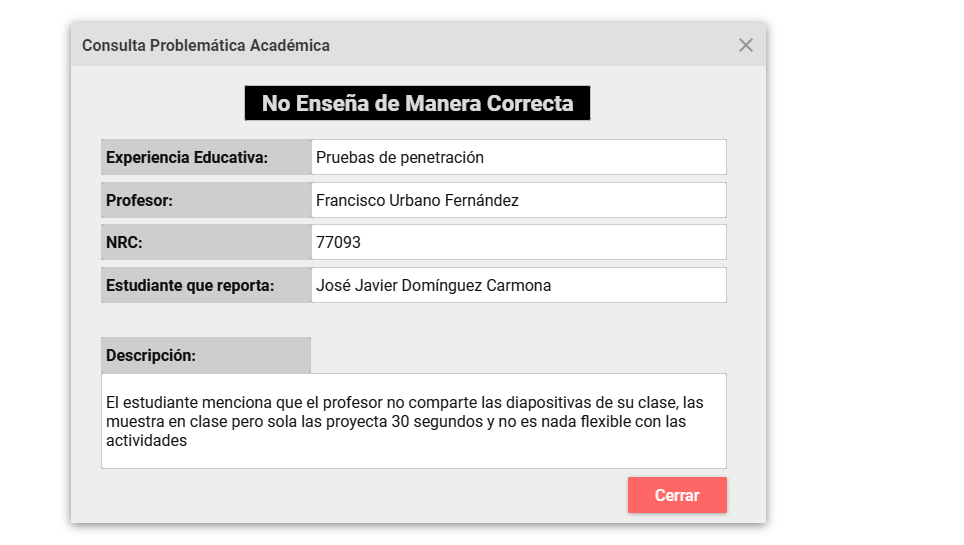 Consulta Problemática Académica
No Enseña de Manera Correcta
Experiencia Educativa: Pruebas de penetración
Profesor: Francisco Urbano Fernández
NRC: 77093
Estudiante que reporta: José Javier Domínguez Carmona
Descripción:
El estudiante menciona que el profesor no comparte las diapositivas de su clase, las
muestra en clase pero sola las proyecta 30 segundos y no es nada flexible con las
actividades
Cerrar